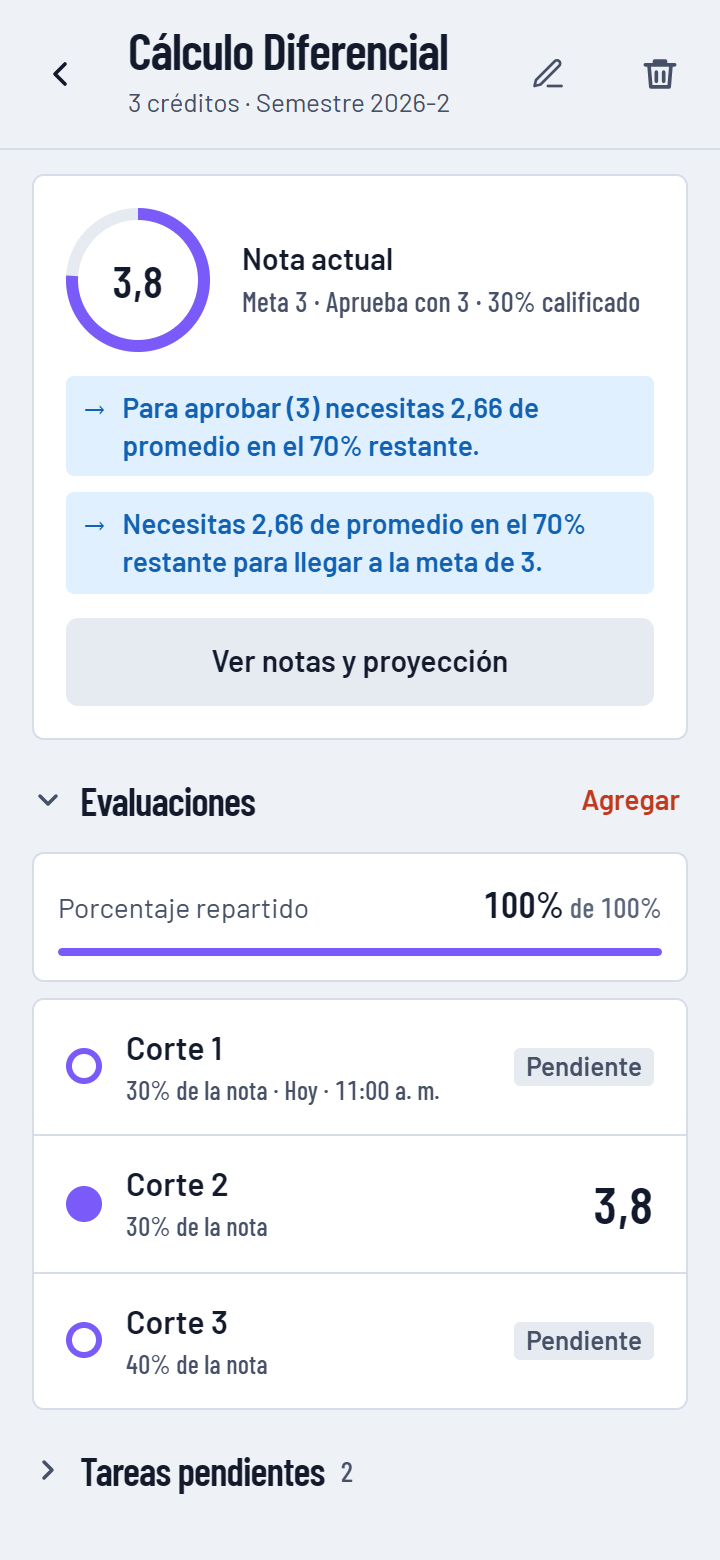 Cálculo Diferencial
3 créditos · Semestre 2026-2
3,8
Nota actual
Meta 3 · Aprueba con 3 · 30% calificado
→ Para aprobar (3) necesitas 2,66 de
promedio en el 70% restante.
→ Necesitas 2,66 de promedio en el 70%
restante para llegar a la meta de 3.
Ver notas y proyección
Evaluaciones
Agregar
Porcentaje repartido
100% de 100%
Corte 1
30% de la nota · Hoy · 11:00 a. m.
Pendiente
Corte 2
30% de la nota
3,8
Corte 3
40% de la nota
Pendiente
Tareas pendientes 2